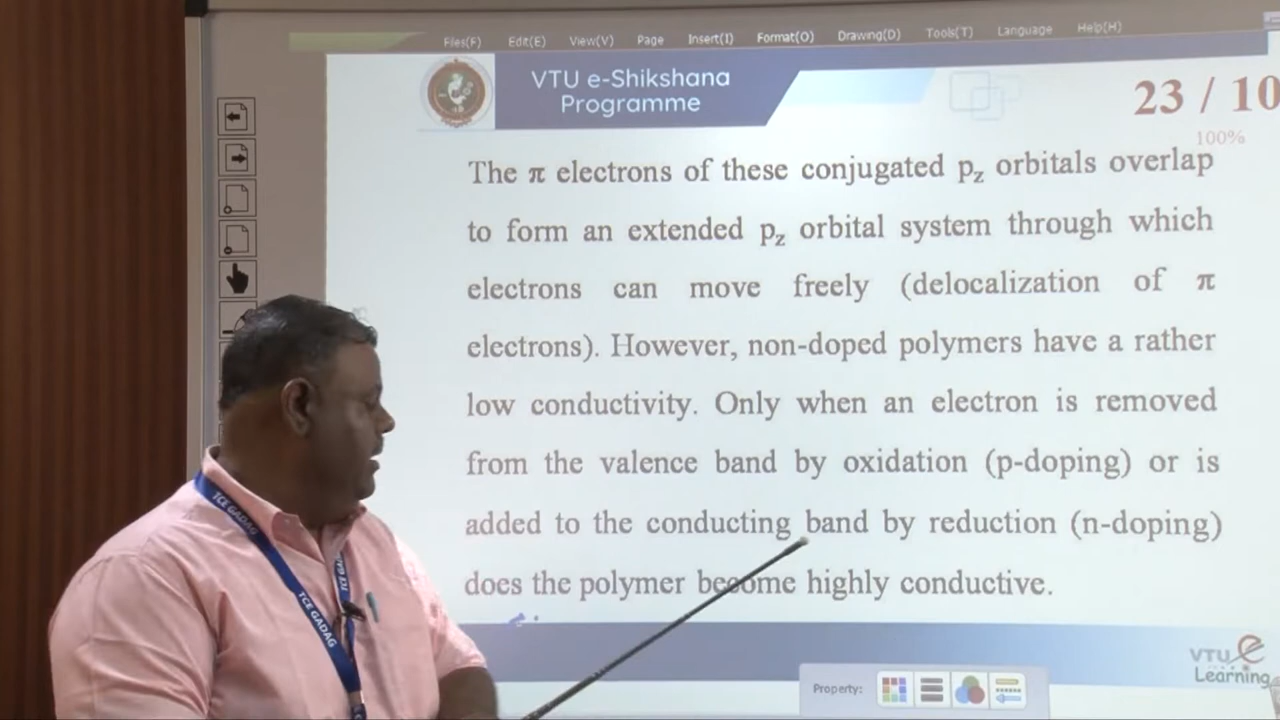 Files(F) Edit(E) View(V) Page Insert(I) Format(O) Drawing(D) Tools(T) Language Help(H)
VTU e-Shikshana
Programme
23 / 10
100%
The π electrons of these conjugated pz orbitals overlap
to form an extended pz orbital system through which
electrons can move freely (delocalization of π
electrons). However, non-doped polymers have a rather
low conductivity. Only when an electron is removed
from the valence band by oxidation (p-doping) or is
added to the conducting band by reduction (n-doping)
does the polymer become highly conductive.
TCE GADAG
TCE GADAG
VTU e
Learning
Property: